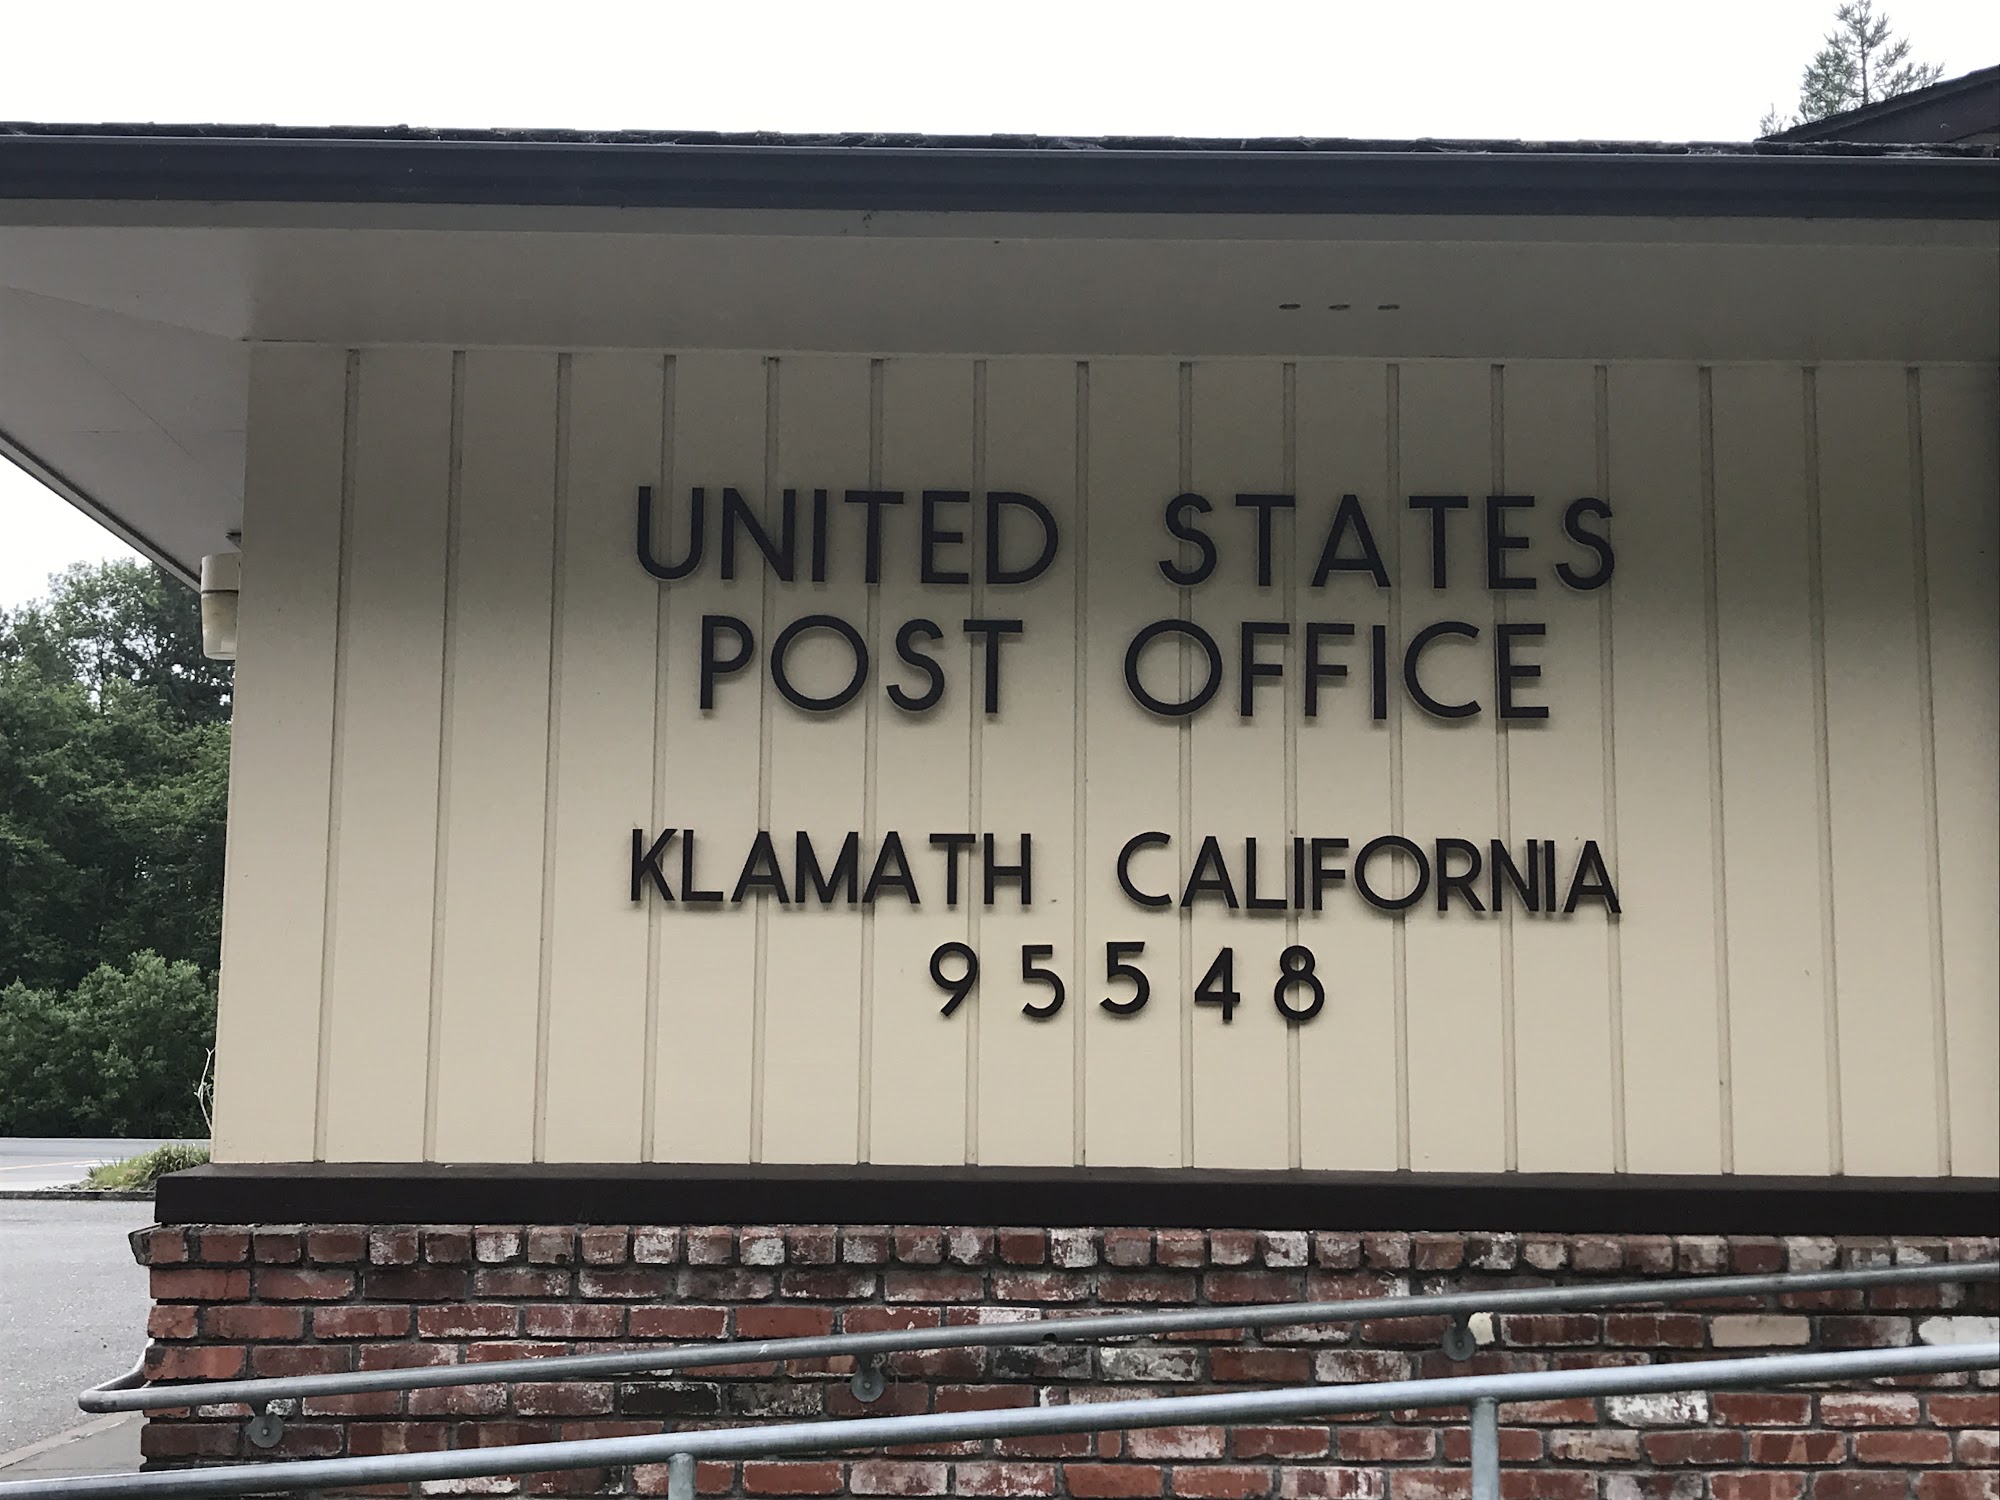 UNITED STATES
POST OFFICE
KLAMATH CALIFORNIA
95548